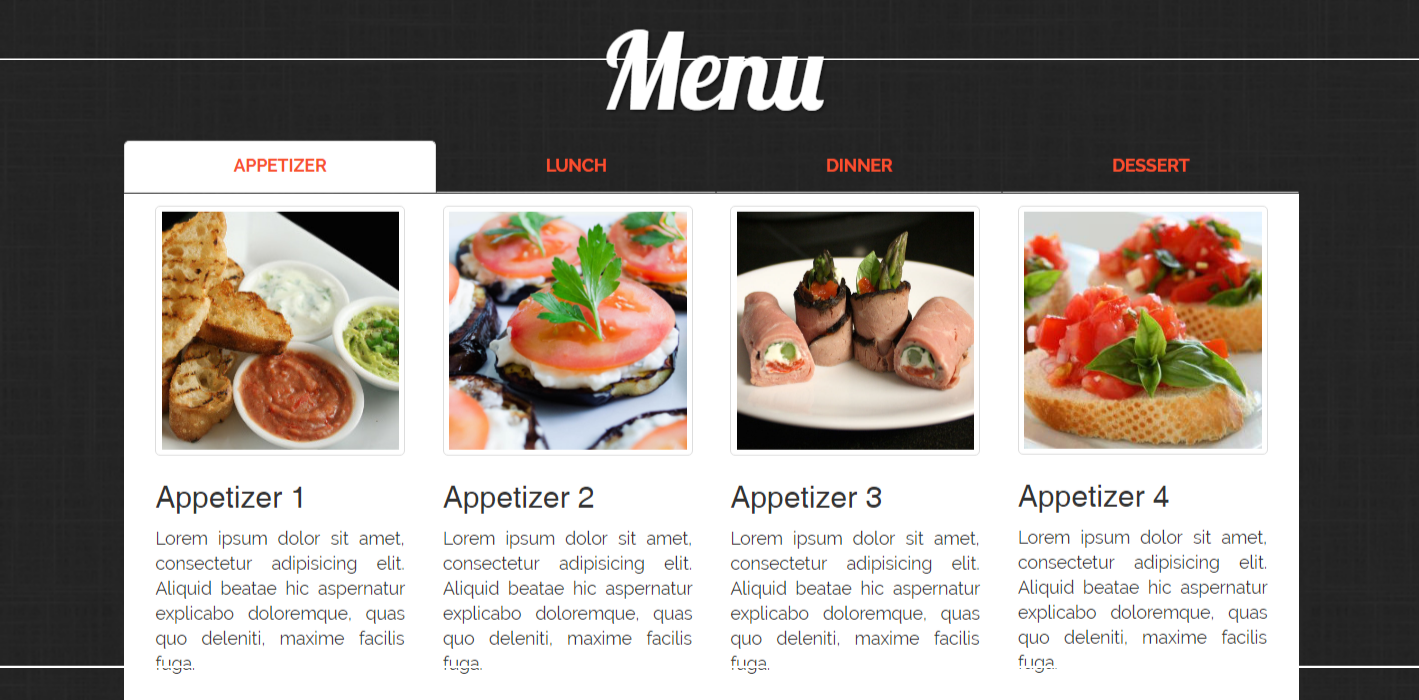 Menu
APPETIZER
LUNCH
DINNER
DESSERT
Appetizer 1
Lorem ipsum dolor sit amet,
consectetur adipisicing elit.
Aliquid beatae hic aspernatur
explicabo doloremque, quas
quo deleniti, maxime facilis
fuga.
Appetizer 2
Lorem ipsum dolor sit amet,
consectetur adipisicing elit.
Aliquid beatae hic aspernatur
explicabo doloremque, quas
quo deleniti, maxime facilis
fuga.
Appetizer 3
Lorem ipsum dolor sit amet,
consectetur adipisicing elit.
Aliquid beatae hic aspernatur
explicabo doloremque, quas
quo deleniti, maxime facilis
fuga.
Appetizer 4
Lorem ipsum dolor sit amet,
consectetur adipisicing elit.
Aliquid beatae hic aspernatur
explicabo doloremque, quas
quo deleniti, maxime facilis
fuga.